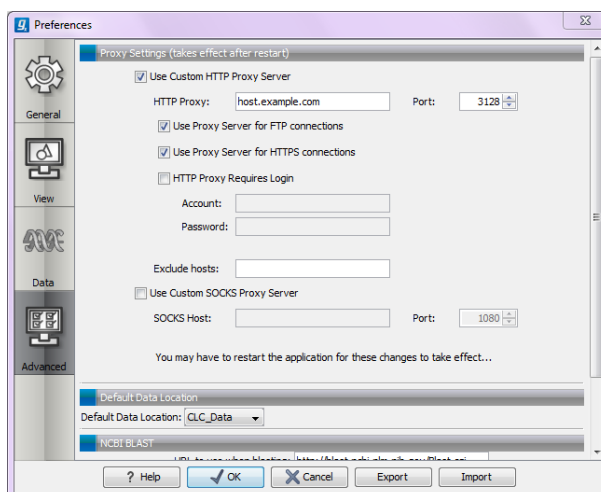 Preferences
General
View
Data
Advanced
Proxy Settings (takes effect after restart)
Use Custom HTTP Proxy Server
HTTP Proxy: host.example.com Port: 3128
Use Proxy Server for FTP connections
Use Proxy Server for HTTPS connections
HTTP Proxy Requires Login
Account:
Password:
Exclude hosts:
Use Custom SOCKS Proxy Server
SOCKS Host: Port: 1080
You may have to restart the application for these changes to take effect...
Default Data Location
Default Data Location: CLC_Data
NCBI BLAST
? Help OK Cancel Export Import